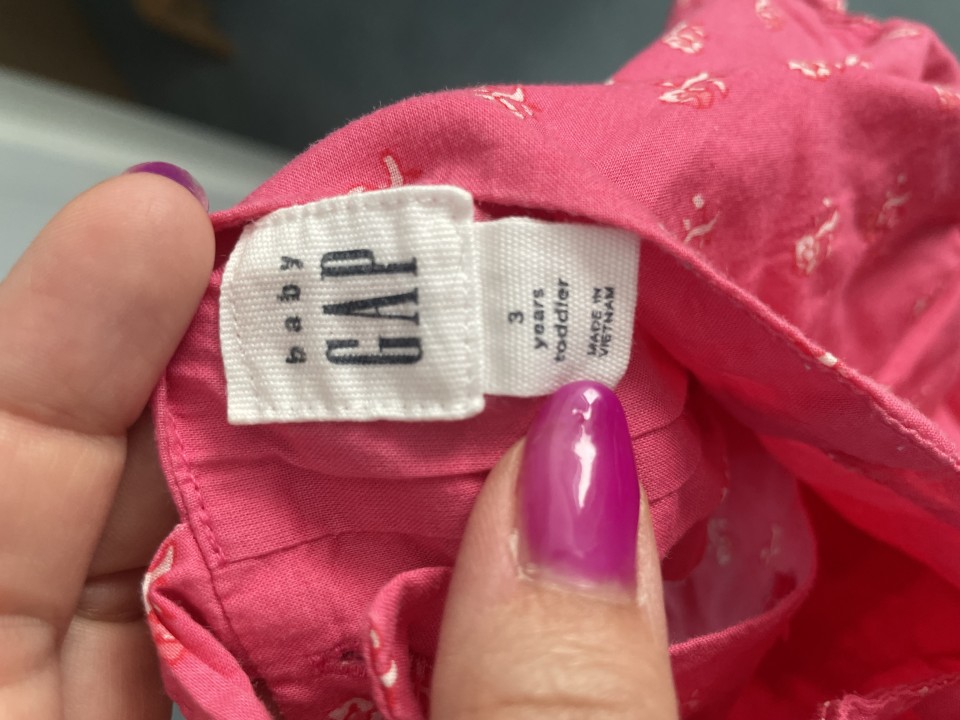 baby
GAP
3
years
toddler
MADE IN
VIETNAM